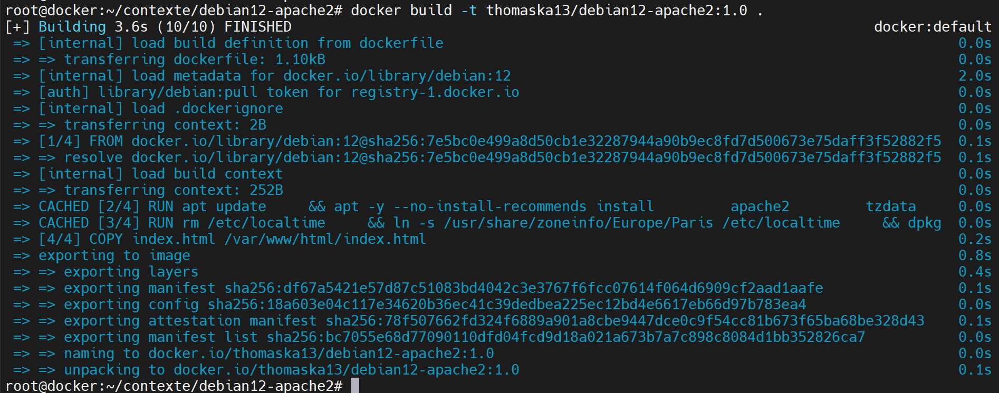 root@docker:~/contexte/debian12-apache2# docker build -t thomaska13/debian12-apache2:1.0 .
[+] Building 3.6s (10/10) FINISHED docker:default
=> [internal] load build definition from dockerfile 0.0s
=> => transferring dockerfile: 1.10kB 0.0s
=> [internal] load metadata for docker.io/library/debian:12 2.0s
=> [auth] library/debian:pull token for registry-1.docker.io 0.0s
=> [internal] load .dockerignore 0.0s
=> => transferring context: 2B 0.0s
=> [1/4] FROM docker.io/library/debian:12@sha256:7e5bc0e499a8d50cb1e32287944a90b9ec8fd7d500673e75daff3f52882f5 0.1s
=> => resolve docker.io/library/debian:12@sha256:7e5bc0e499a8d50cb1e32287944a90b9ec8fd7d500673e75daff3f52882f5 0.1s
=> [internal] load build context 0.0s
=> => transferring context: 252B 0.0s
=> CACHED [2/4] RUN apt update && apt -y --no-install-recommends install apache2 tzdata 0.0s
=> CACHED [3/4] RUN rm /etc/localtime && ln -s /usr/share/zoneinfo/Europe/Paris /etc/localtime && dpkg 0.0s
=> [4/4] COPY index.html /var/www/html/index.html 0.2s
=> exporting to image 0.8s
=> => exporting layers 0.4s
=> => exporting manifest sha256:df67a5421e57d87c51083bd4042c3e3767f6fcc07614f064d6909cf2aad1aafe 0.1s
=> => exporting config sha256:18a603e04c117e34620b36ec41c39dedbea225ec12bd4e6617eb66d97b783ea4 0.0s
=> => exporting attestation manifest sha256:78f507662fd324f6889a901a8cbe9447dce0c9f54cc81b673f65ba68be328d43 0.1s
=> => exporting manifest list sha256:bc7055e68d77090110dfd04fcd9d18a021a673b7a7c898c8084d1bb352826ca7 0.0s
=> => naming to docker.io/thomaska13/debian12-apache2:1.0 0.0s
=> => unpacking to docker.io/thomaska13/debian12-apache2:1.0 0.1s
root@docker:~/contexte/debian12-apache2#